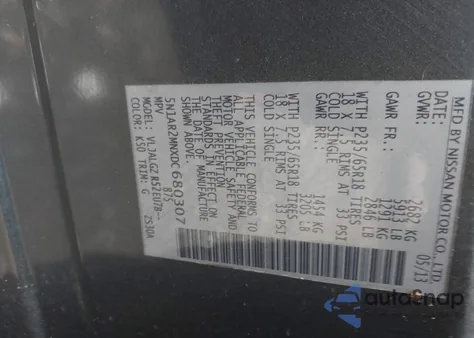 MFD BY NISSAN MOTOR CO., LTD.
DATE: 05/13
GVWR: 2682 KG
5913 LB
GAWR FR.: 1291 KG
2846 LB
WITH P235/65R18 TIRES
18 X 7.5 RIMS AT 33 PSI
COLD SINGLE
GAWR RR.: 1454 KG
3205 LB
WITH P235/65R18 TIRES
18 X 7.5 RIMS AT 33 PSI
COLD SINGLE
THIS VEHICLE CONFORMS TO
ALL APPLICABLE FEDERAL
MOTOR VEHICLE SAFETY AND
THEFT PREVENTION
STANDARDS IN EFFECT ON
THE DATE OF MANUFACTURE
SHOWN ABOVE.
5N1AR2MNXDC680307
MPV
MODEL:
COLOR: K50 TRIM: G
ZS30A
autosnap